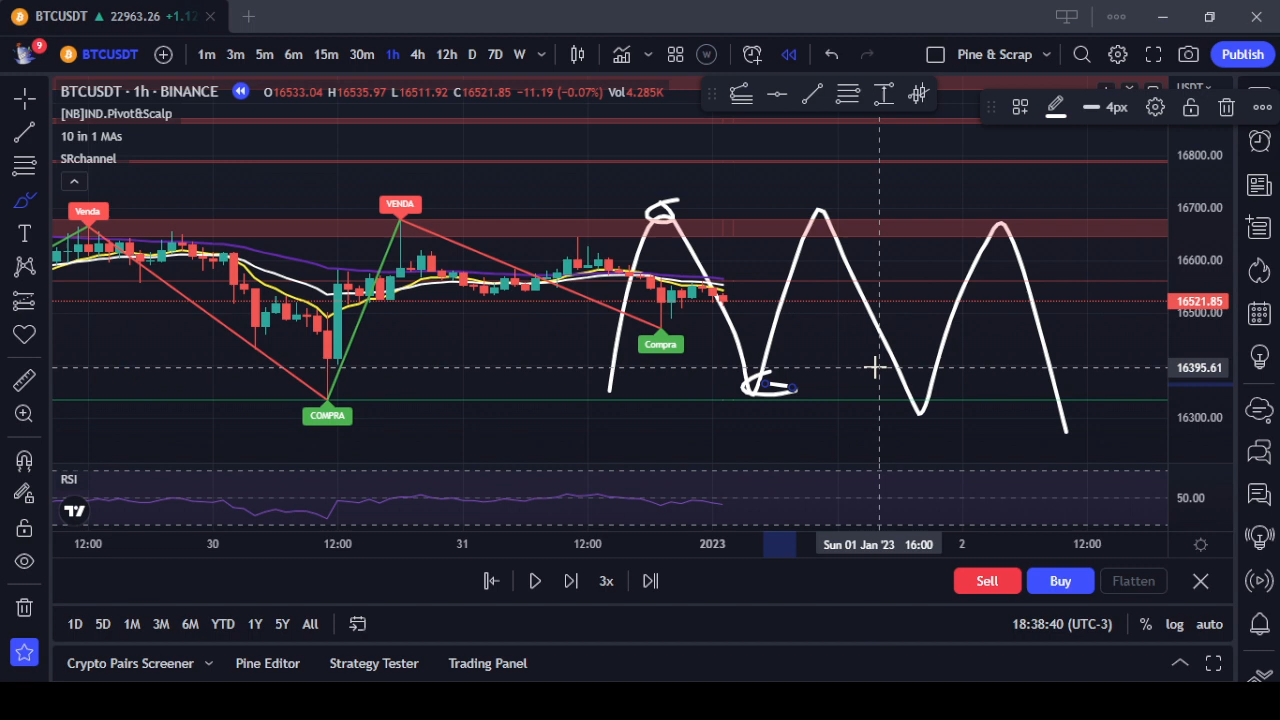 BTCUSDT ▲ 22963.26 +1.12
9 BTCUSDT 1m 3m 5m 6m 15m 30m 1h 4h 12h D 7D W W Pine & Scrap Publish
BTCUSDT · 1h · BINANCE O16533.04 H16535.97 L16511.92 C16521.85 -11.19 (-0.07%) Vol4.285K
USDT
4px
[NB]IND.Pivot&Scalp
10 in 1 MAs
SRchannel
16800.00
16700.00
16600.00
16521.85
16500.00
16395.61
16300.00
Venda
VENDA
Compra
COMPRA
RSI
50.00
12:00 30 12:00 31 12:00 2023 Sun 01 Jan '23 16:00 2 12:00
3x Sell Buy Flatten
1D 5D 1M 3M 6M YTD 1Y 5Y All 18:38:40 (UTC-3) % log auto
Crypto Pairs Screener Pine Editor Strategy Tester Trading Panel